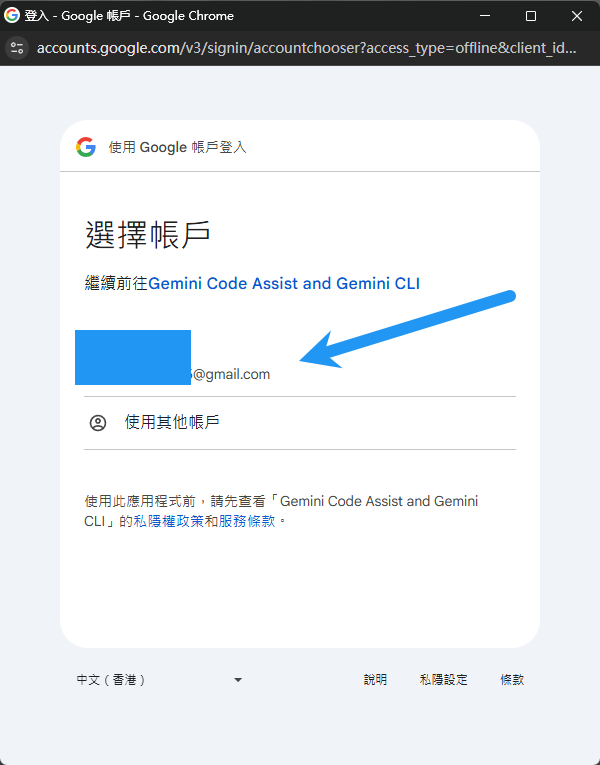 登入 - Google 帳戶 - Google Chrome
accounts.google.com/v3/signin/accountchooser?access_type=offline&client_id...
使用 Google 帳戶登入
選擇帳戶
繼續前往Gemini Code Assist and Gemini CLI
@gmail.com
使用其他帳戶
使用此應用程式前，請先查看「Gemini Code Assist and Gemini
CLI」的私隱權政策和服務條款。
中文（香港） 說明 私隱設定 條款